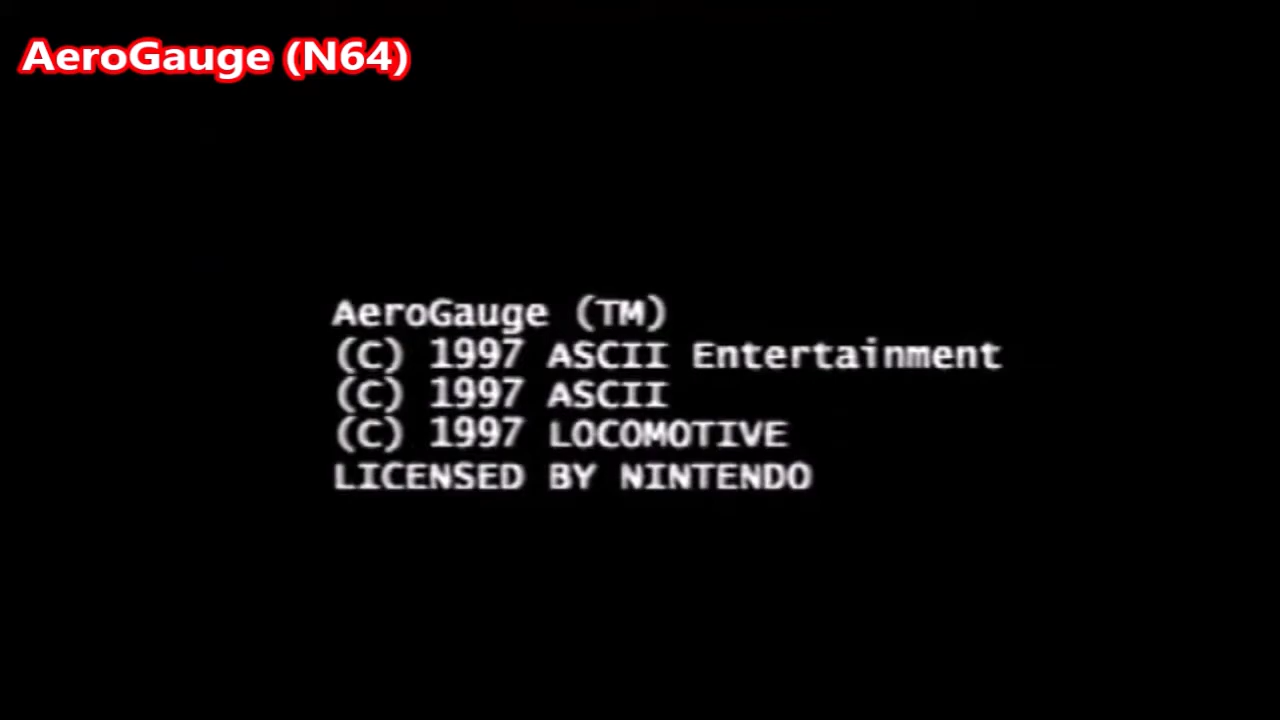 AeroGauge (N64)
AeroGauge (TM)
(C) 1997 ASCII Entertainment
(C) 1997 ASCII
(C) 1997 LOCOMOTIVE
LICENSED BY NINTENDO